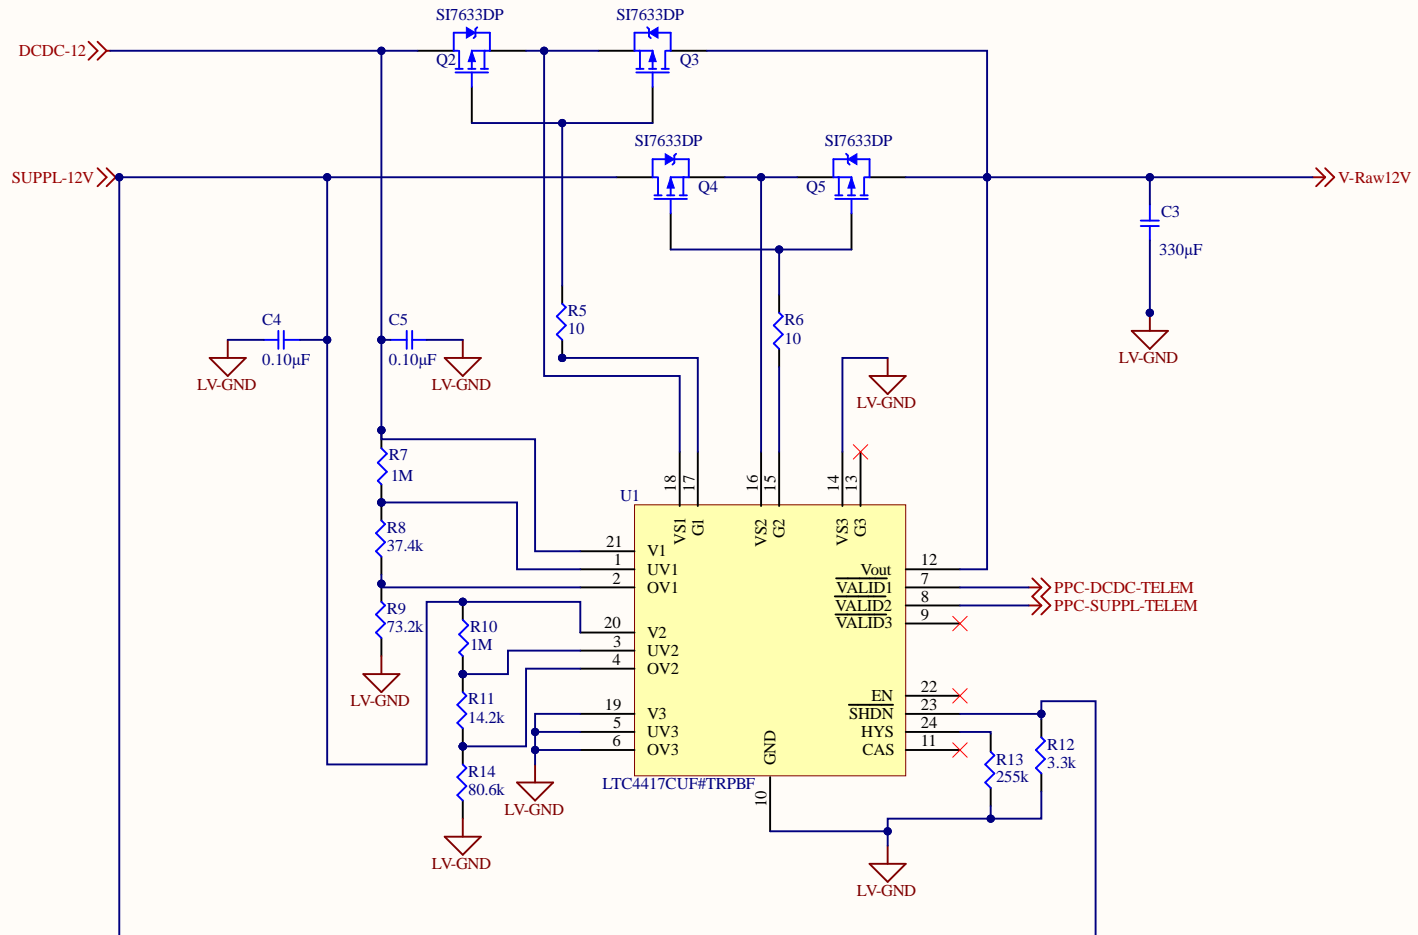 SI7633DP
SI7633DP
DCDC-12
Q2
Q3
SI7633DP
SI7633DP
SUPPL-12V
Q4
Q5
V-Raw12V
C3
330µF
C4
0.10µF
C5
0.10µF
R5
10
R6
10
LV-GND
LV-GND
LV-GND
LV-GND
R7
1M
R8
37.4k
R9
73.2k
LV-GND
R10
1M
R11
14.2k
R14
80.6k
LV-GND
U1
18
17
16
15
14
13
VS1
G1
VS2
G2
VS3
G3
21
V1
1
UV1
2
OV1
20
V2
3
UV2
4
OV2
19
V3
5
UV3
6
OV3
Vout
12
VALID1
7
PPC-DCDC-TELEM
VALID2
8
PPC-SUPPL-TELEM
VALID3
9
EN
22
SHDN
23
HYS
24
CAS
11
GND
10
LTC4417CUF#TRPBF
LV-GND
R13
255k
R12
3.3k
LV-GND